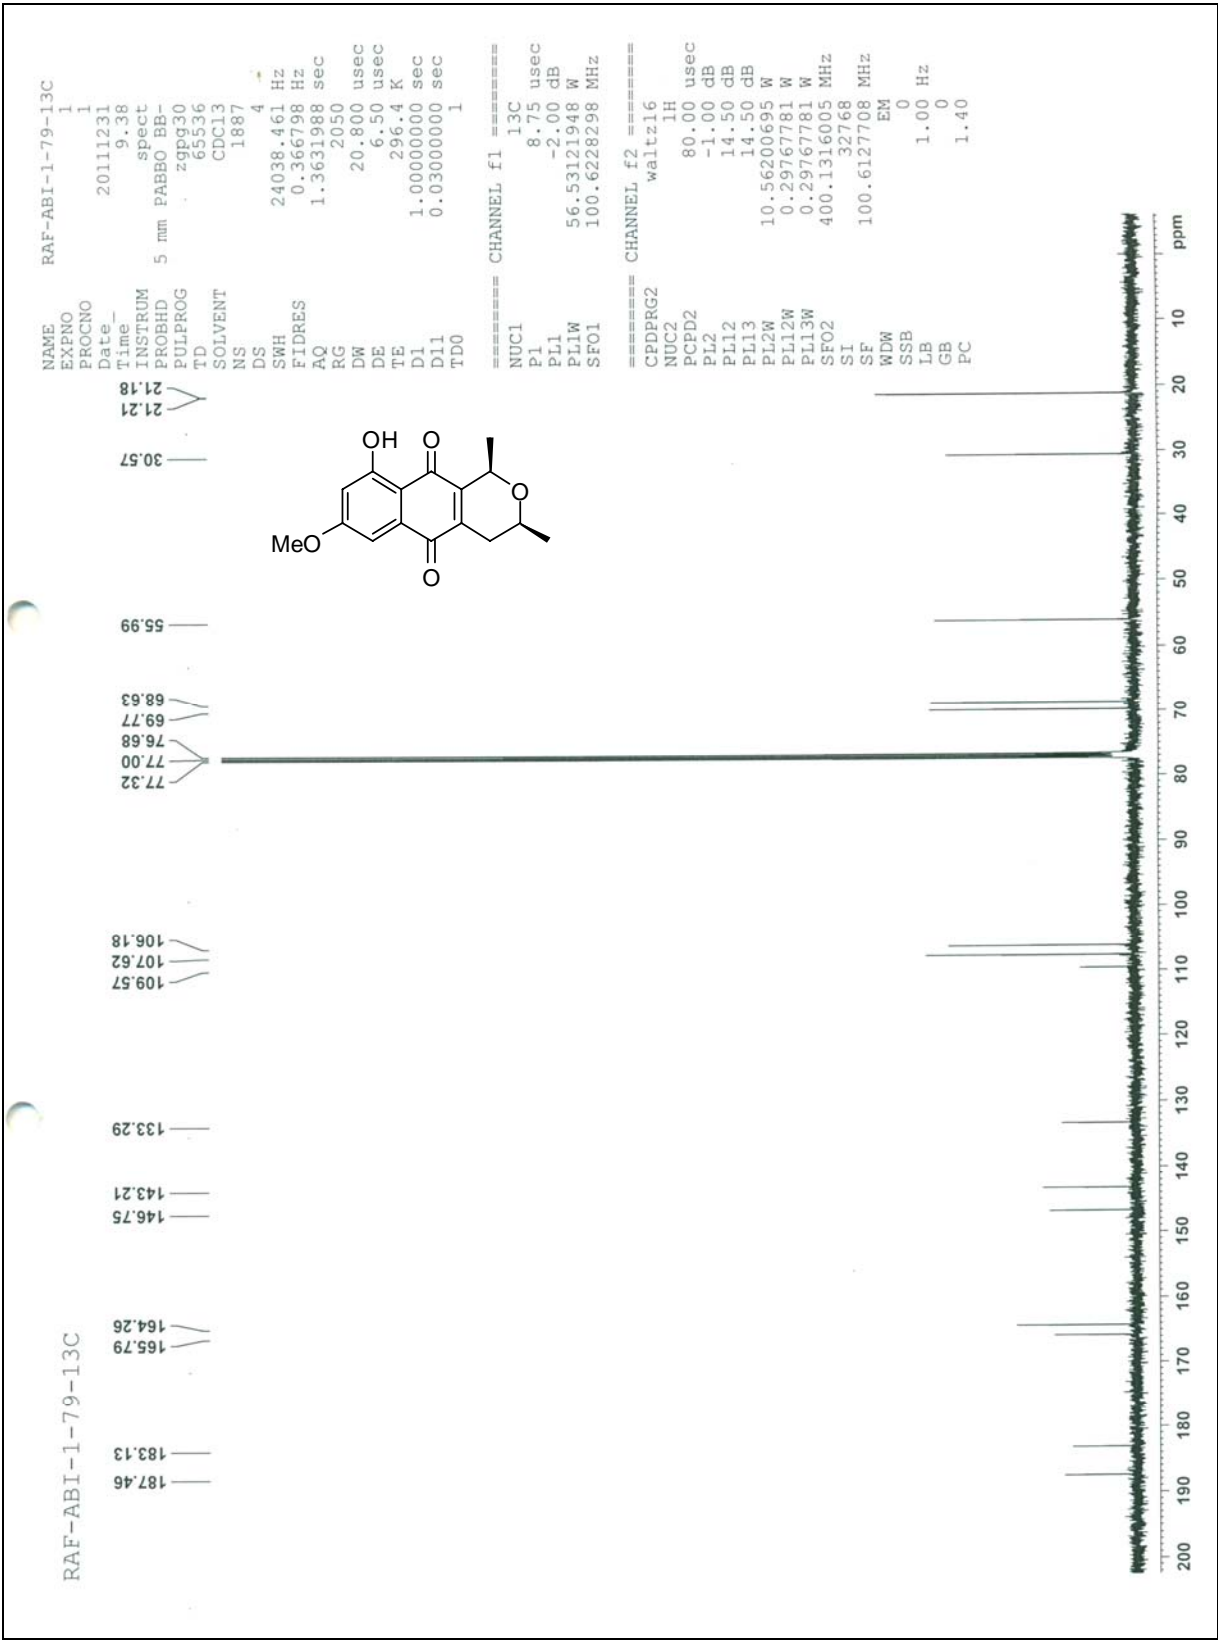 RAF-ABI-1-79-13C
187.46
183.13
165.79
164.26
146.75
143.21
133.29
109.57
107.62
106.18
77.32
77.00
76.68
69.77
68.63
55.99
30.57
21.21
21.18
NAME RAF-ABI-1-79-13C
EXPNO 1
PROCNO 1
Date_ 20111231
Time 9.38
INSTRUM spect
PROBHD 5 mm PABBO BB-
PULPROG zgpg30
TD 65536
SOLVENT CDCl3
NS 1887
DS 4
SWH 24038.461 Hz
FIDRES 0.366798 Hz
AQ 1.3631988 sec
RG 2050
DW 20.800 usec
DE 6.50 usec
TE 296.4 K
D1 1.00000000 sec
D11 0.03000000 sec
TD0 1
======== CHANNEL f1 ========
NUC1 13C
P1 8.75 usec
PL1 -2.00 dB
PL1W 56.53121948 W
SFO1 100.6228298 MHz
======== CHANNEL f2 ========
CPDPRG2 waltz16
NUC2 1H
PCPD2 80.00 usec
PL2 -1.00 dB
PL12 14.50 dB
PL13 14.50 dB
PL2W 10.56200695 W
PL12W 0.29767781 W
PL13W 0.29767781 W
SFO2 400.1316005 MHz
SI 32768
SF 100.6127708 MHz
WDW EM
SSB 0
LB 1.00 Hz
GB 0
PC 1.40
OH O
O
MeO
O
200 190 180 170 160 150 140 130 120 110 100 90 80 70 60 50 40 30 20 10 ppm